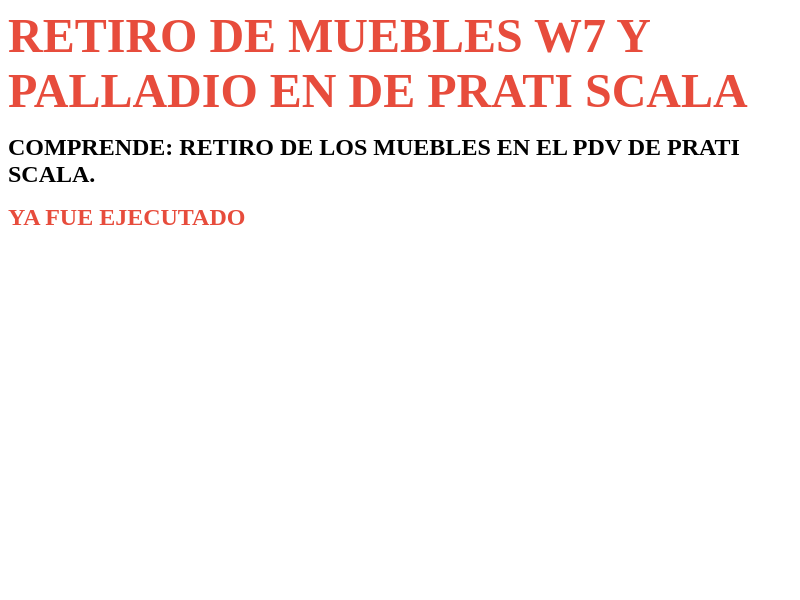 RETIRO DE MUEBLES W7 Y
PALLADIO EN DE PRATI SCALA
COMPRENDE: RETIRO DE LOS MUEBLES EN EL PDV DE PRATI
SCALA.
YA FUE EJECUTADO